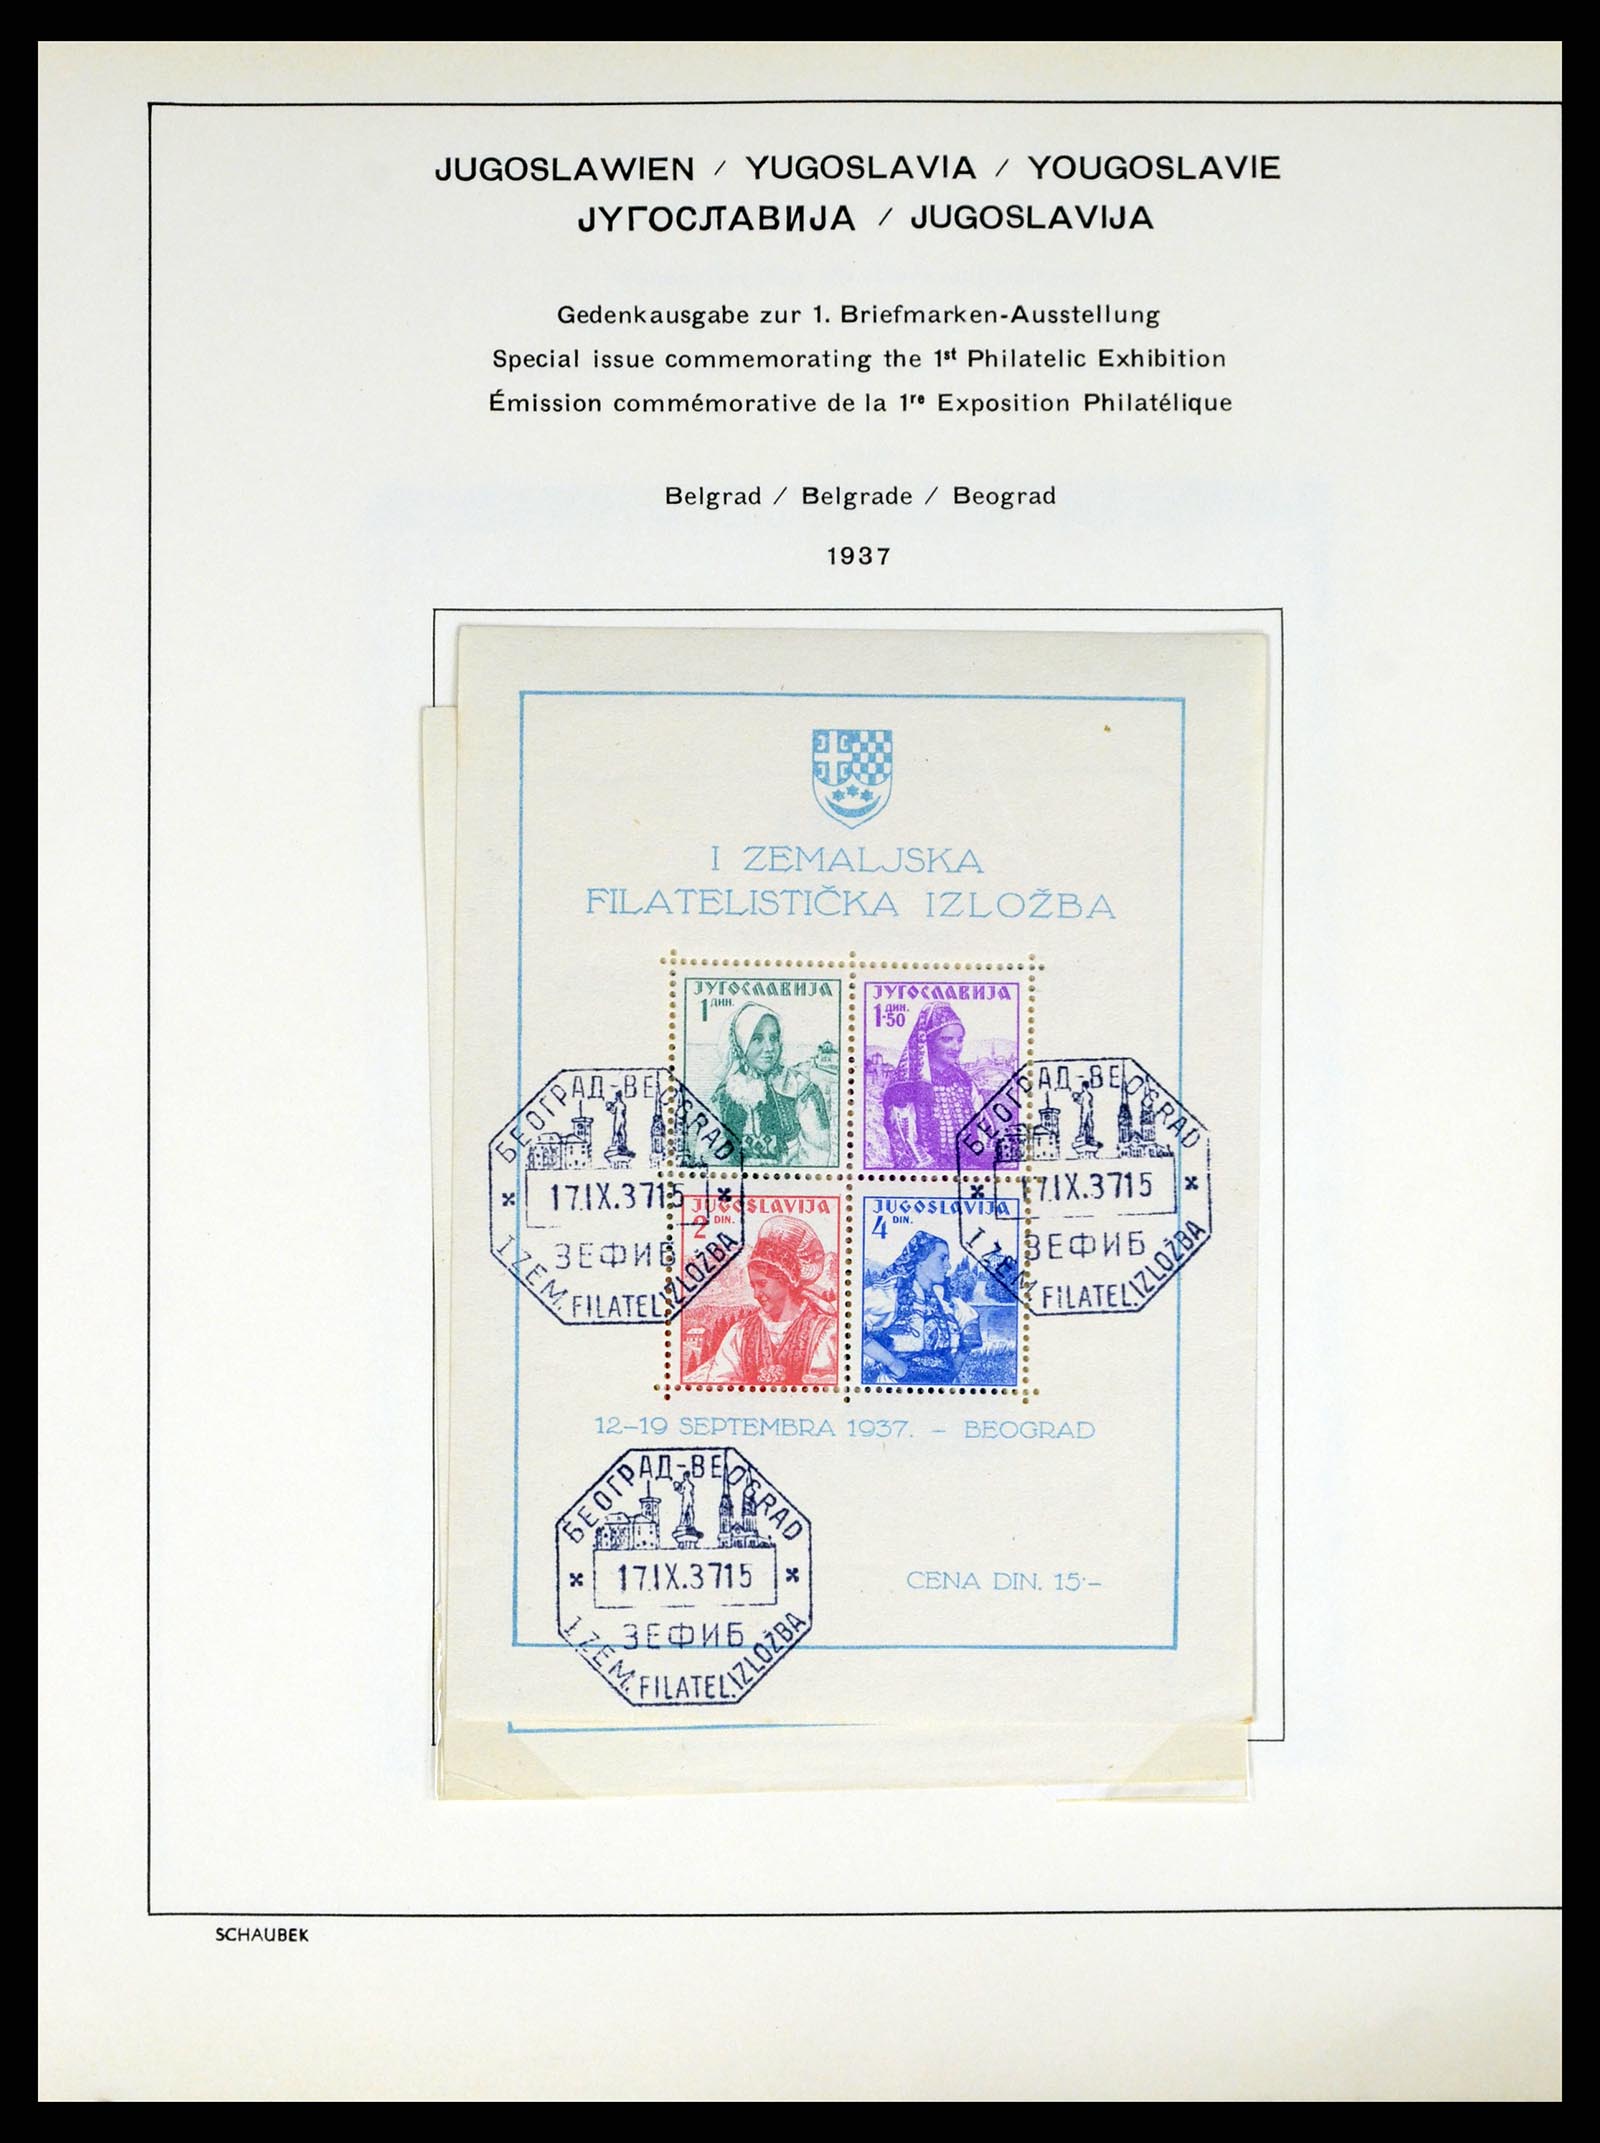 JUGOSLAWIEN / YUGOSLAVIA / YOUGOSLAVIE
ЈУГОСЛАВИЈА / JUGOSLAVIJA
Gedenkausgabe zur 1. Briefmarken-Ausstellung
Special issue commemorating the 1st Philatelic Exhibition
Émission commémorative de la 1re Exposition Philatélique
Belgrad / Belgrade / Beograd
1937
I ZEMALJSKA
FILATELISTIČKA IZLOŽBA
ЈУГОСЛАВИЈА
1 ДИН.
ЈУГОСЛАВИЈА
1·50 ДИН.
JUGOSLAVIJA
2 DIN.
JUGOSLAVIJA
4 DIN.
БЕОГРАД-BEOGRAD
17.IX.37 15
ЗЕФИБ
I ZEM. FILATEL.IZLOŽBA
БЕОГРАД-BEOGRAD
17.IX.37 15
ЗЕФИБ
I ZEM. FILATEL.IZLOŽBA
12-19 SEPTEMBRA 1937. - BEOGRAD
БЕОГРАД-BEOGRAD
17.IX.37 15
ЗЕФИБ
I ZEM. FILATEL.IZLOŽBA
CENA DIN. 15·-
SCHAUBEK